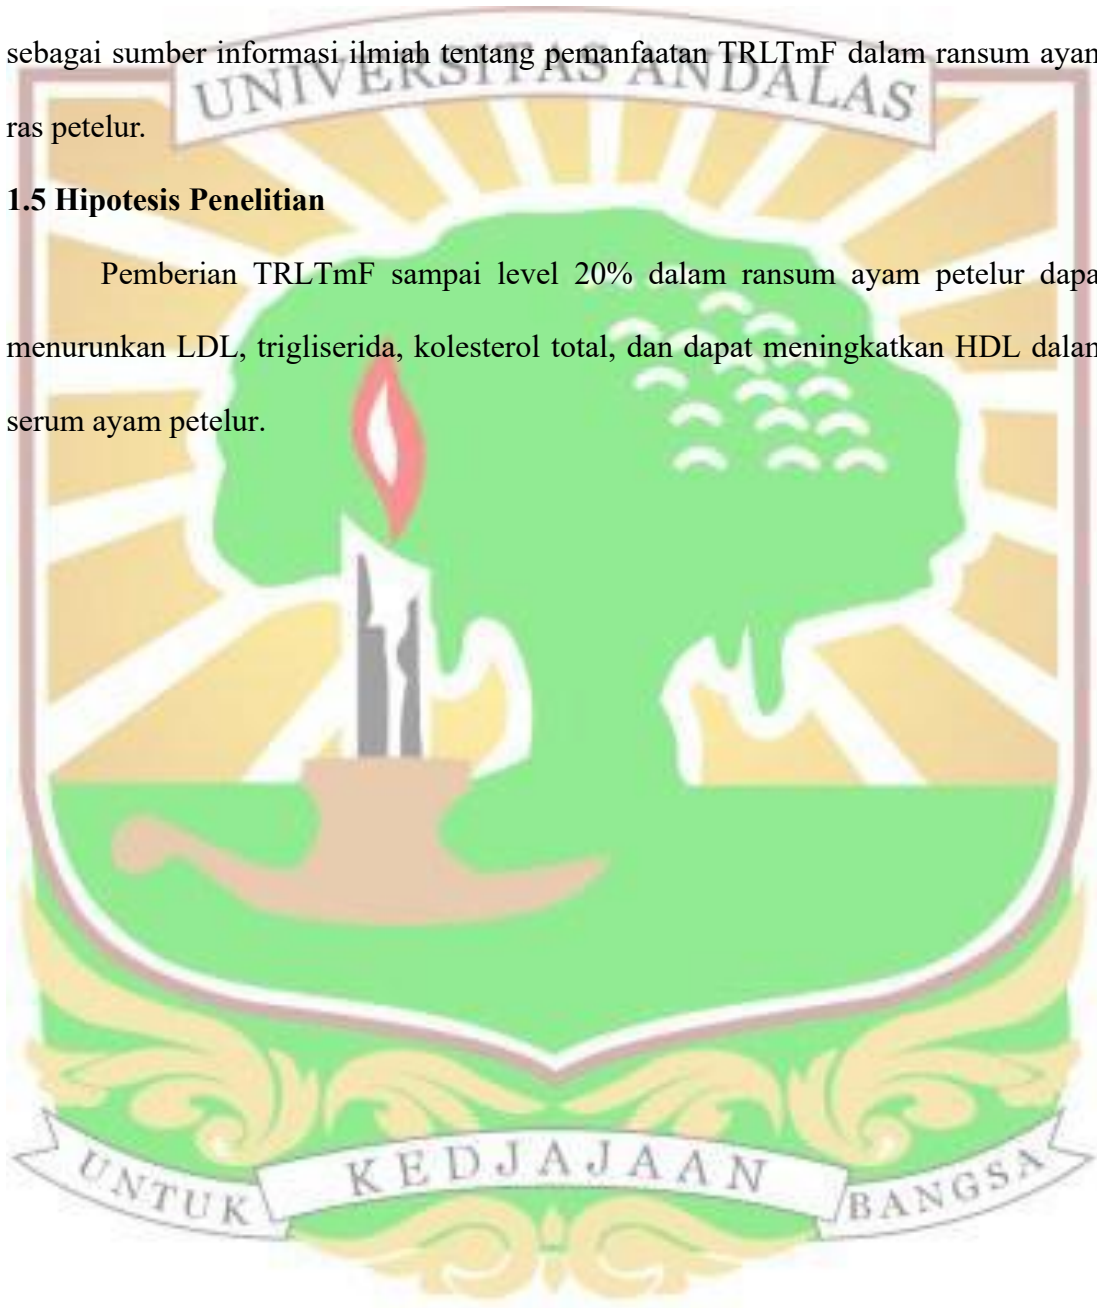 sebagai sumber informasi ilmiah tentang pemanfaatan TRLTmF dalam ransum ayam
UNIVERSITAS ANDALAS
ras petelur.
1.5 Hipotesis Penelitian
Pemberian TRLTmF sampai level 20% dalam ransum ayam petelur dapa
menurunkan LDL, trigliserida, kolesterol total, dan dapat meningkatkan HDL dalam
serum ayam petelur.
UNTUK KEDJAJAAN BANGSA